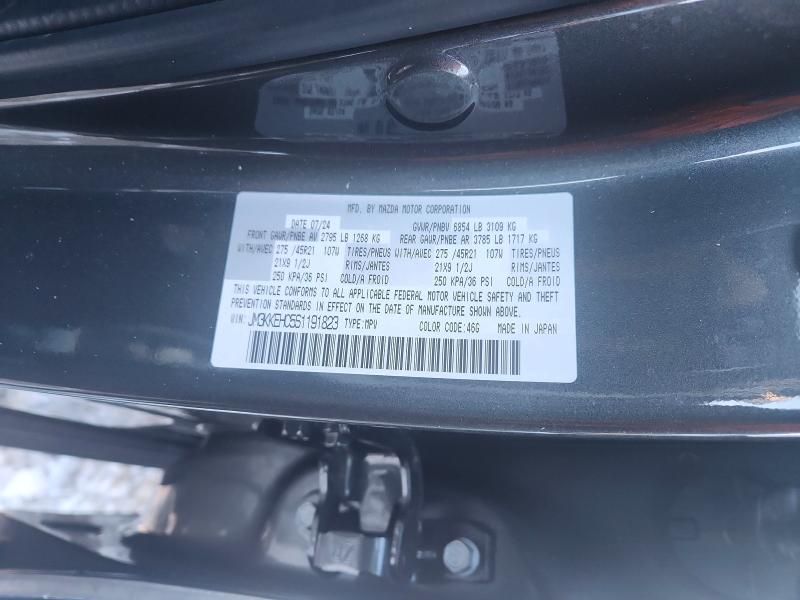 MFD. BY MAZDA MOTOR CORPORATION
DATE 07/24 GVWR/PNBV 6854 LB 3109 KG
FRONT GAWR/PNBE AV 2795 LB 1268 KG REAR GAWR/PNBE AR 3785 LB 1717 KG
WITH/AVEC 275 /45R21 107W TIRES/PNEUS WITH/AVEC 275 /45R21 107W TIRES/PNEUS
21X9 1/2J RIMS/JANTES 21X9 1/2J RIMS/JANTES
250 KPA/36 PSI COLD/A FROID 250 KPA/36 PSI COLD/A FROID
THIS VEHICLE CONFORMS TO ALL APPLICABLE FEDERAL MOTOR VEHICLE SAFETY AND THEFT
PREVENTION STANDARDS IN EFFECT ON THE DATE OF MANUFACTURE SHOWN ABOVE.
VIN: JM3KKEHC5S1191823 TYPE:MPV COLOR CODE:46G MADE IN JAPAN